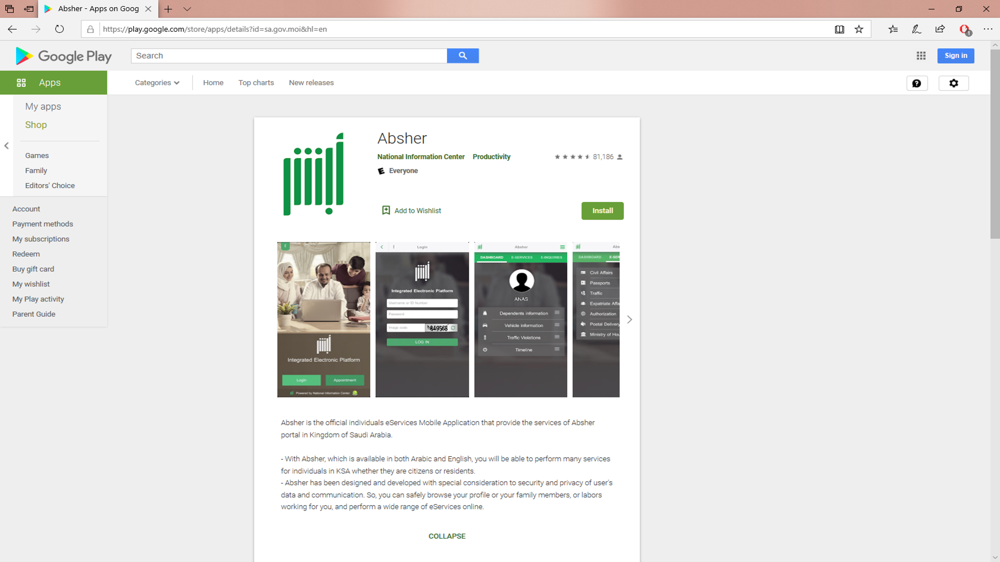 Absher - Apps on Goog
https://play.google.com/store/apps/details?id=sa.gov.moi&hl=en
1
Google Play
Search
Sign in
Apps
Categories
Home
Top charts
New releases
My apps
Shop
Games
Family
Editors' Choice
Account
Payment methods
My subscriptions
Redeem
Buy gift card
My wishlist
My Play activity
Parent Guide
أبشر
Absher
National Information Center
Productivity
81,186
E Everyone
Add to Wishlist
Install
ع
أبشر
Integrated Electronic Platform
Login
Appointment
Powered by National Information Center
Login
أبشر
Integrated Electronic Platform
Username or ID Number
Password
Image code
849568
LOG IN
Absher
DASHBOARD
E-SERVICES
E-INQUIRIES
ANAS
Dependents information
Vehicle information
Traffic Violations
Timeline
Abs
DASHBOARD
E-SER
Civil Affairs
Passports
Traffic
Expatriate Affa
Authorization
Postal Delivery
Ministry of Hou
Absher is the official individuals eServices Mobile Application that provide the services of Absher
portal in Kingdom of Saudi Arabia.
- With Absher, which is available in both Arabic and English, you will be able to perform many services
for individuals in KSA whether they are citizens or residents.
- Absher has been designed and developed with special consideration to security and privacy of user's
data and communication. So, you can safely browse your profile or your family members, or labors
working for you, and perform a wide range of eServices online.
COLLAPSE